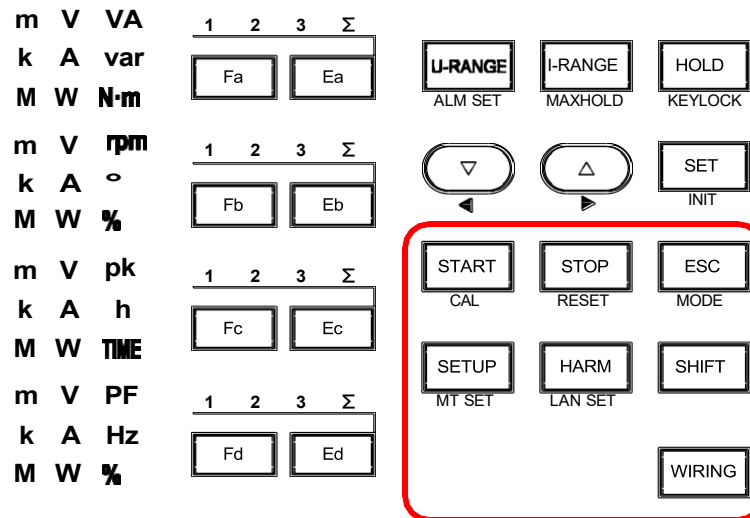 m V VA
k A var
M W N·m
1 2 3 Σ
Fa Ea
m V rpm
k A °
M W %
1 2 3 Σ
Fb Eb
m V pk
k A h
M W TIME
1 2 3 Σ
Fc Ec
m V PF
k A Hz
M W %
1 2 3 Σ
Fd Ed
U-RANGE I-RANGE HOLD
ALM SET MAXHOLD KEYLOCK
SET
INIT
START STOP ESC
CAL RESET MODE
SETUP HARM SHIFT
MT SET LAN SET
WIRING